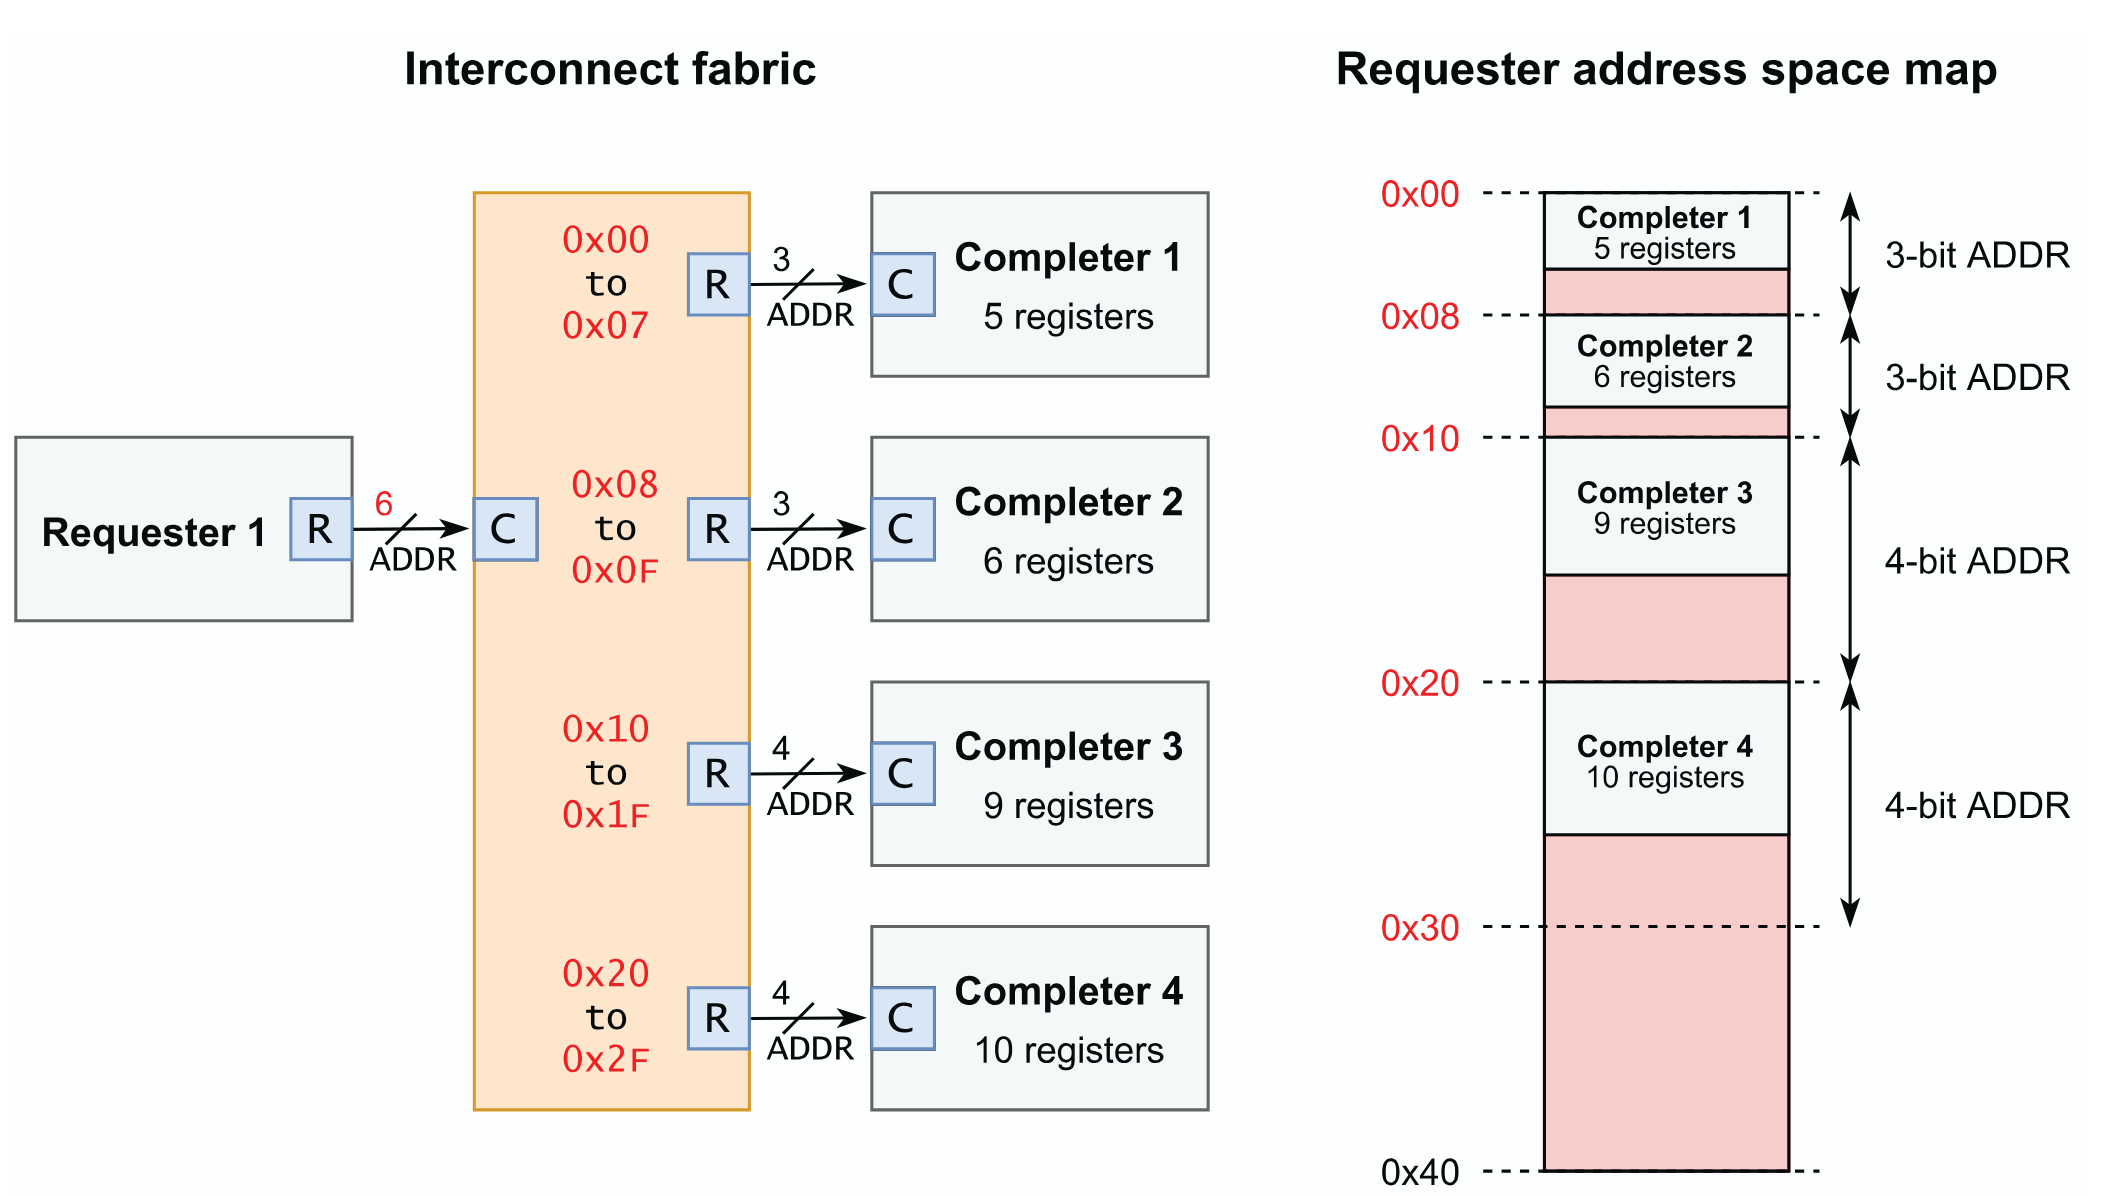 Interconnect fabric
Requester 1
R
6
ADDR
C
0x00
to
0x07
R
3
ADDR
C
Completer 1
5 registers
0x08
to
0x0F
R
3
ADDR
C
Completer 2
6 registers
0x10
to
0x1F
R
4
ADDR
C
Completer 3
9 registers
0x20
to
0x2F
R
4
ADDR
C
Completer 4
10 registers
Requester address space map
0x00
Completer 1
5 registers
3-bit ADDR
0x08
Completer 2
6 registers
3-bit ADDR
0x10
Completer 3
9 registers
4-bit ADDR
0x20
Completer 4
10 registers
4-bit ADDR
0x30
0x40